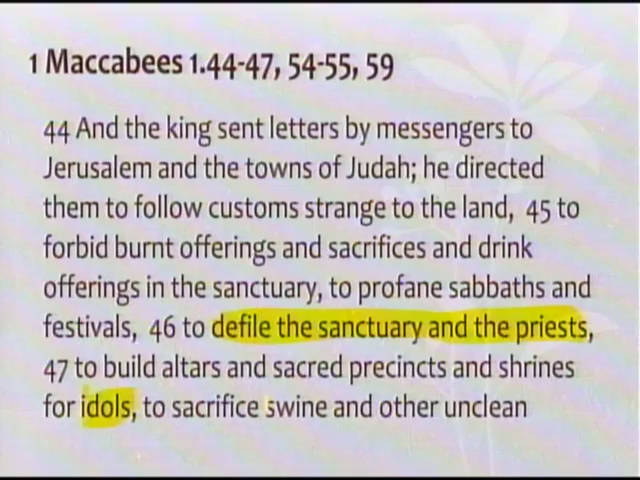 1 Maccabees 1.44-47, 54-55, 59
44 And the king sent letters by messengers to
Jerusalem and the towns of Judah; he directed
them to follow customs strange to the land, 45 to
forbid burnt offerings and sacrifices and drink
offerings in the sanctuary, to profane sabbaths and
festivals, 46 to defile the sanctuary and the priests,
47 to build altars and sacred precincts and shrines
for idols, to sacrifice swine and other unclean